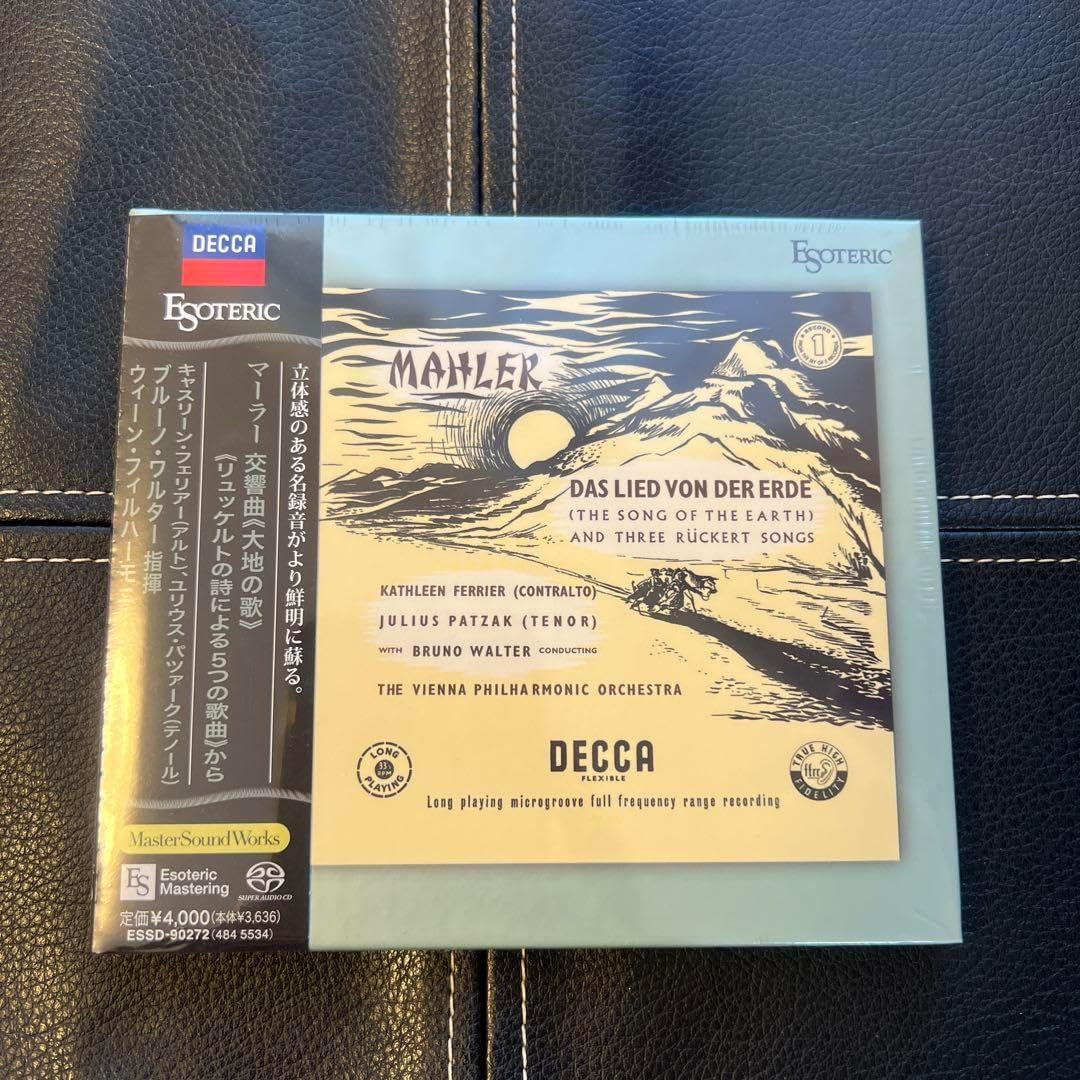 DECCA
ESOTERIC
立体感のある名録音がより鮮明に蘇る。
マーラー 交響曲《大地の歌》
《リュッケルトの詩による5つの歌曲》から
キャスリーン・フェリアー(アルト)、ユリウス・パツァーク(テノール)
ブルーノ・ワルター 指揮
ウィーン・フィルハーモ
MasterSoundWorks
ES
Esoteric
Mastering
SUPER AUDIO CD
定価¥4,000(本体¥3,636)
ESSD-90272(484 5534)
ESOTERIC
MAHLER
RECORD
1
DAS LIED VON DER ERDE
(THE SONG OF THE EARTH)
AND THREE RÜCKERT SONGS
KATHLEEN FERRIER (CONTRALTO)
JULIUS PATZAK (TENOR)
WITH BRUNO WALTER CONDUCTING
THE VIENNA PHILHARMONIC ORCHESTRA
LONG
33⅓
RPM
PLAYING
DECCA
FLEXIBLE
TRUE HIGH
ffrr
FIDELITY
Long playing microgroove full frequency range recording